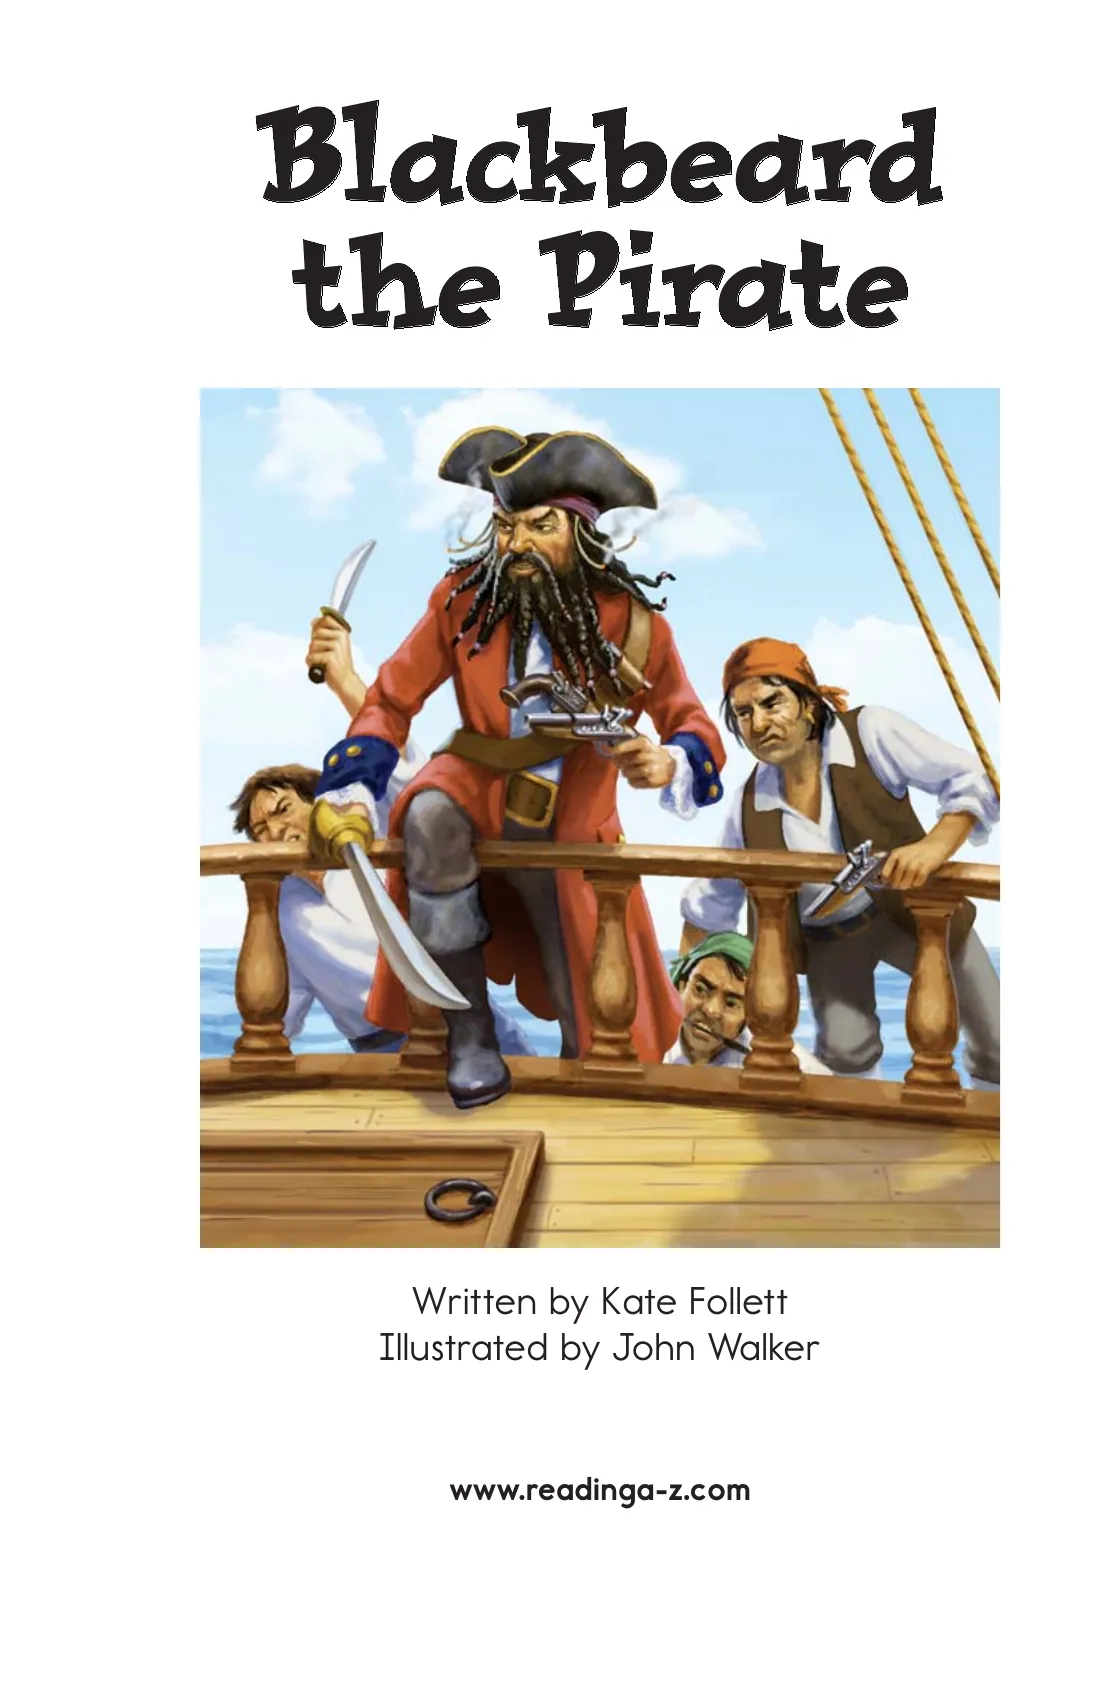 Blackbeard
the Pirate
Written by Kate Follett
Illustrated by John Walker
www.readinga-z.com